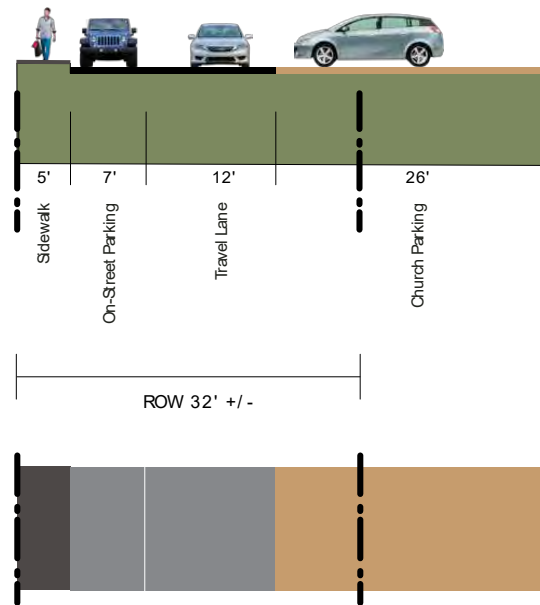 5' 7' 12' 26'
Sidewalk
On-Street Parking
Travel Lane
Church Parking
ROW 32' +/-